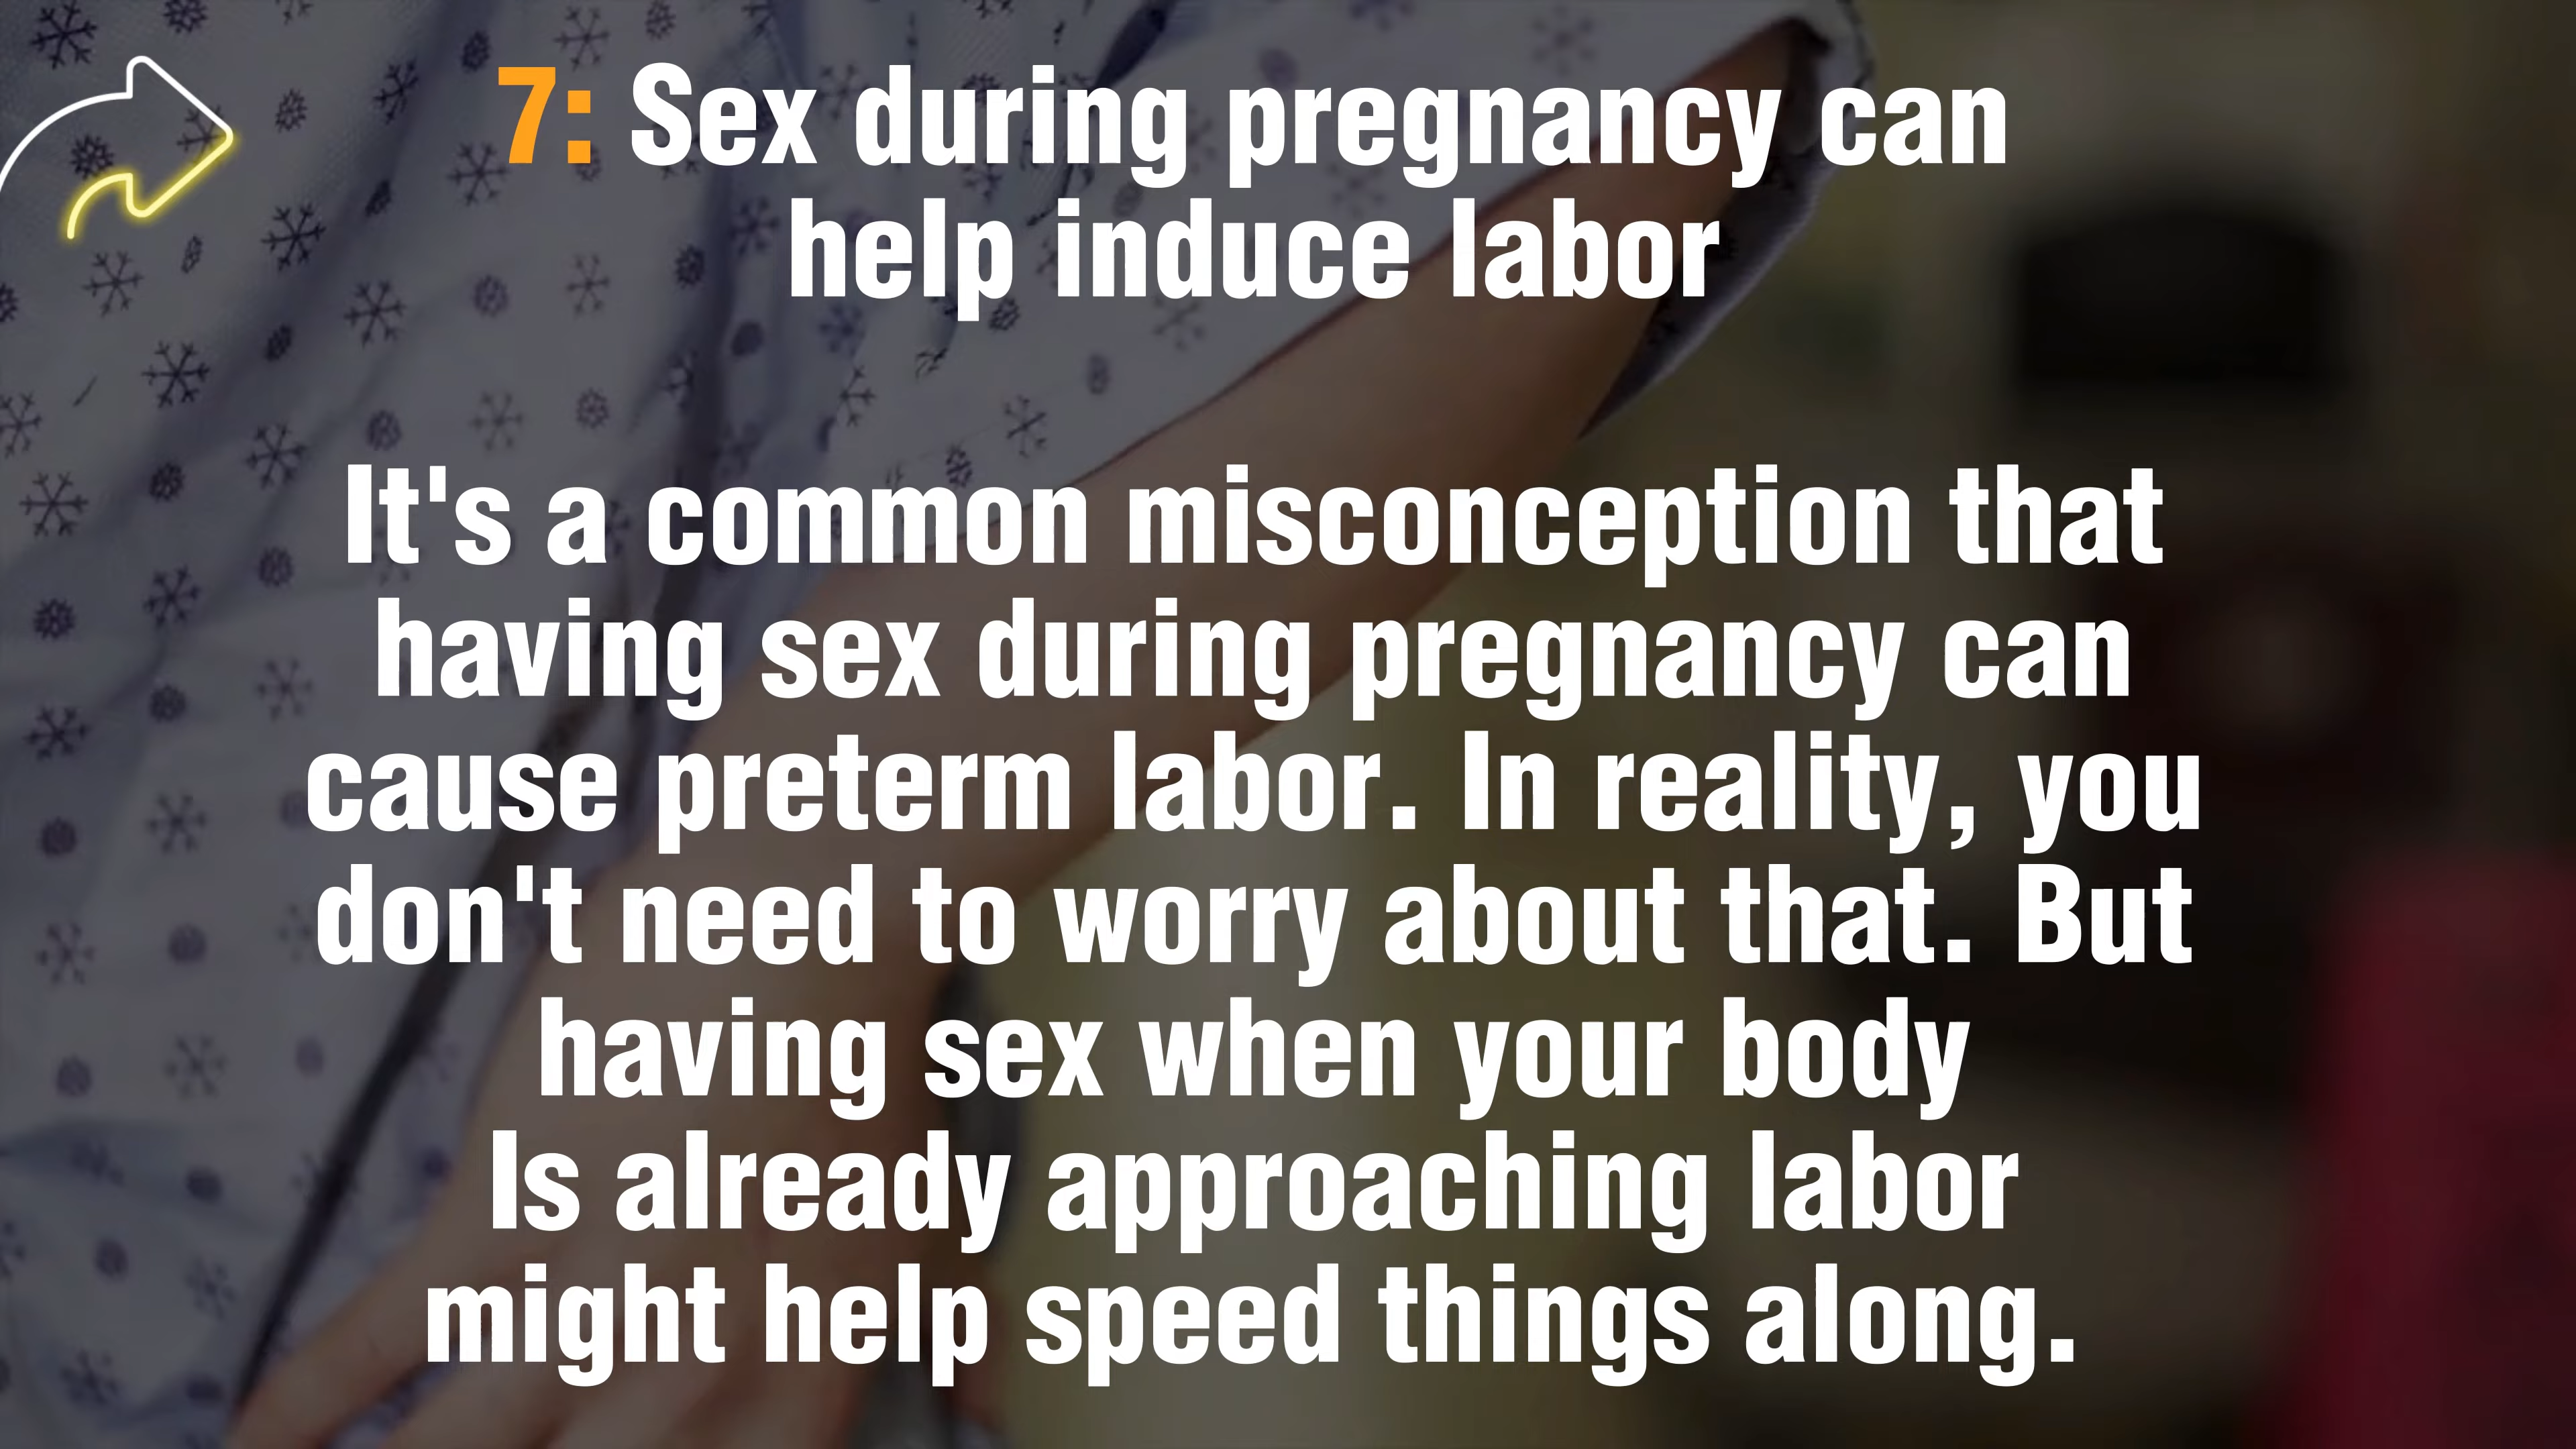 7: Sex during pregnancy can
help induce labor
It's a common misconception that
having sex during pregnancy can
cause preterm labor. In reality, you
don't need to worry about that. But
having sex when your body
Is already approaching labor
might help speed things along.